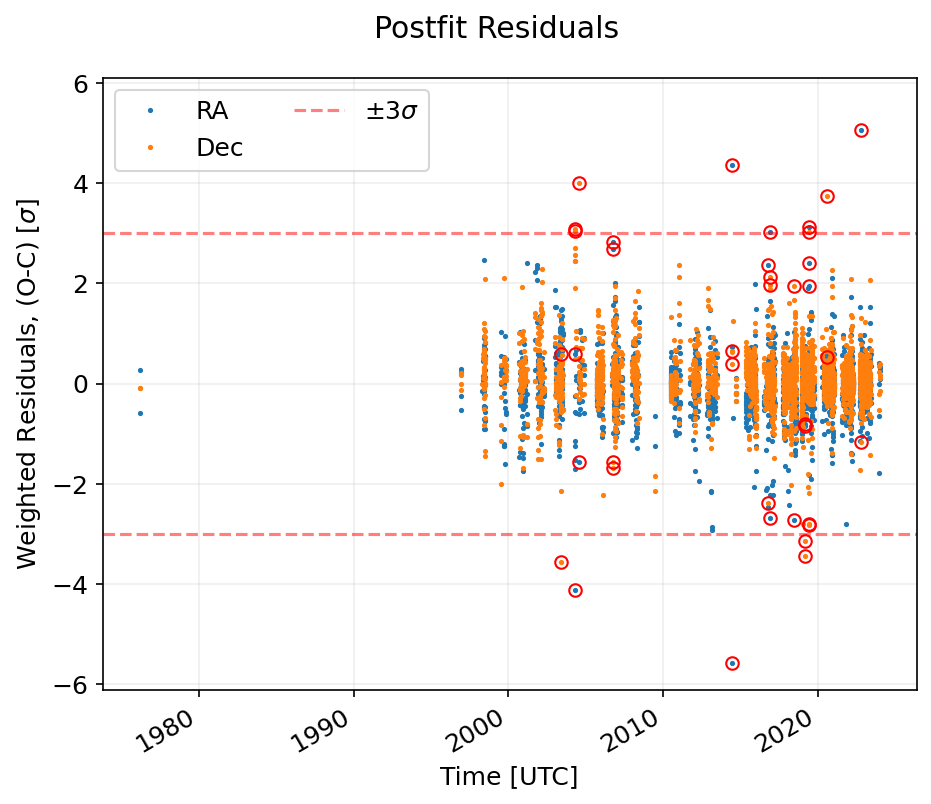 Postfit Residuals
RA
Dec
±3σ
6
4
2
0
−2
−4
−6
Weighted Residuals, (O-C) [σ]
1980
1990
2000
2010
2020
Time [UTC]